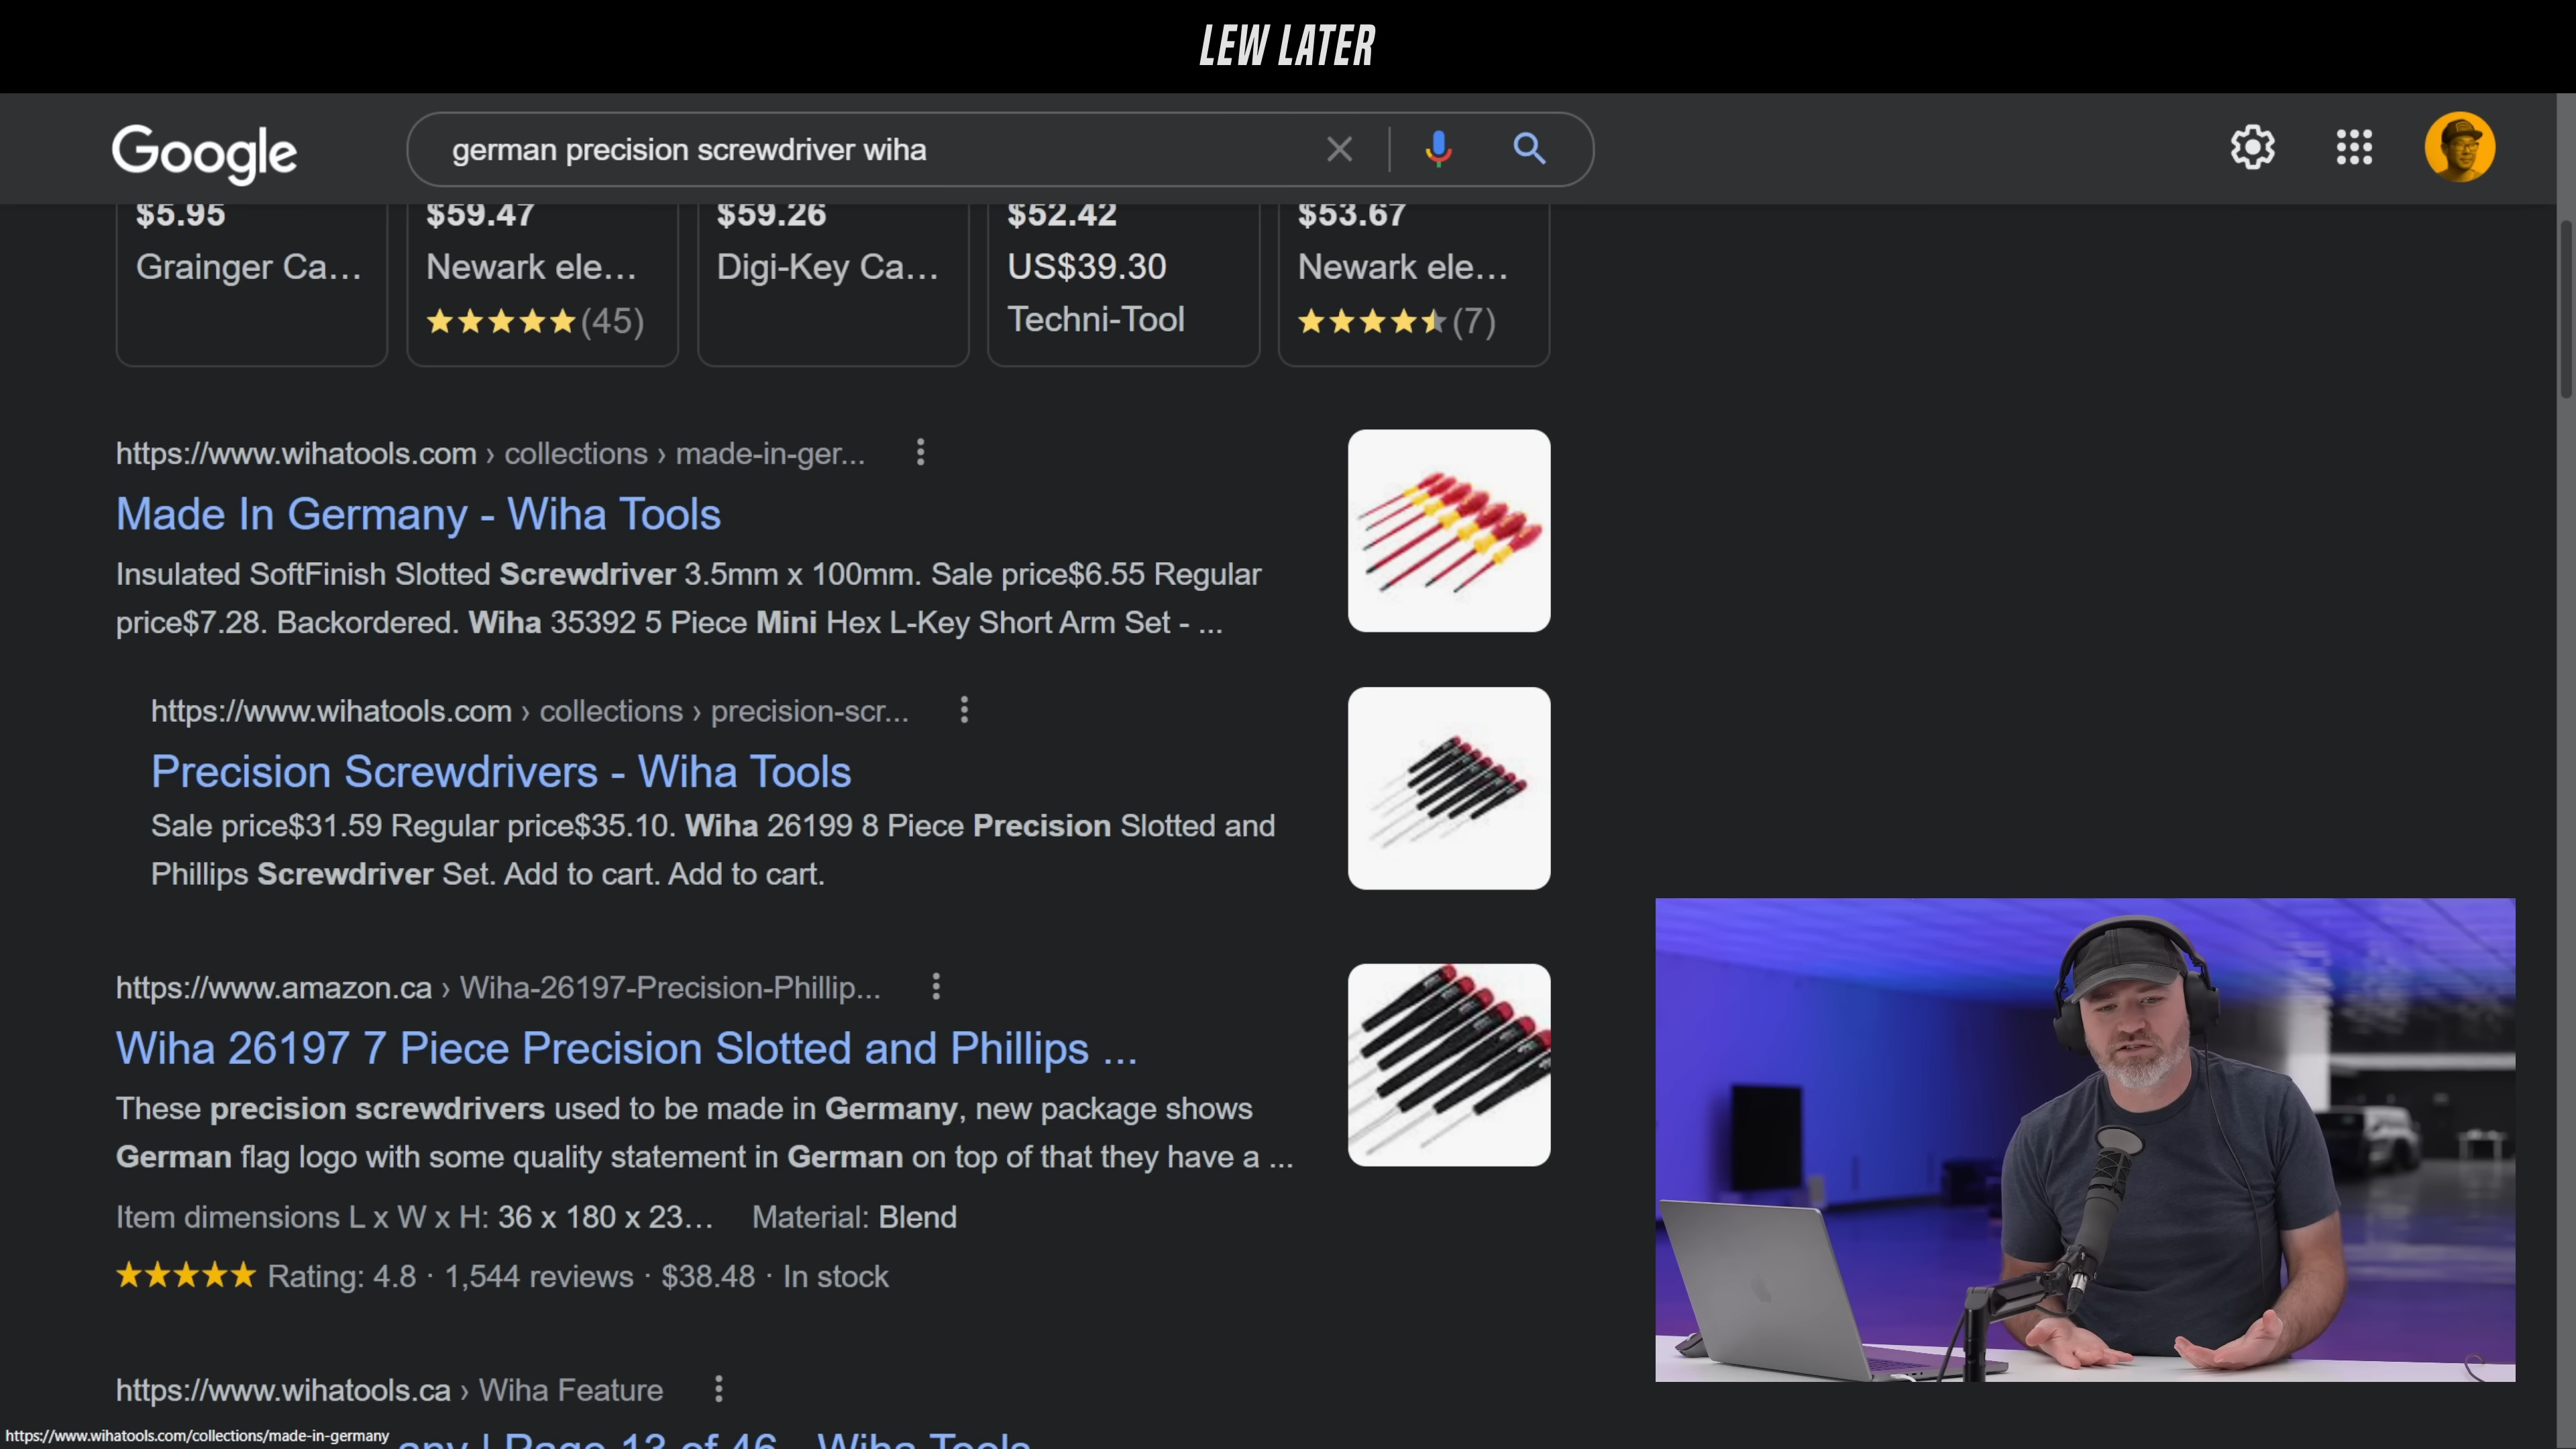 LEW LATER
Google
german precision screwdriver wiha
$5.95
$59.47
$59.26
$52.42
$53.67
Grainger Ca...
Newark ele...
Digi-Key Ca...
US$39.30
Newark ele...
(45)
Techni-Tool
(7)
https://www.wihatools.com › collections › made-in-ger...
Made In Germany - Wiha Tools
Insulated SoftFinish Slotted Screwdriver 3.5mm x 100mm. Sale price$6.55 Regular
price$7.28. Backordered. Wiha 35392 5 Piece Mini Hex L-Key Short Arm Set - ...
https://www.wihatools.com › collections › precision-scr...
Precision Screwdrivers - Wiha Tools
Sale price$31.59 Regular price$35.10. Wiha 26199 8 Piece Precision Slotted and
Phillips Screwdriver Set. Add to cart. Add to cart.
https://www.amazon.ca › Wiha-26197-Precision-Phillip...
Wiha 26197 7 Piece Precision Slotted and Phillips ...
These precision screwdrivers used to be made in Germany, new package shows
German flag logo with some quality statement in German on top of that they have a ...
Item dimensions L x W x H: 36 x 180 x 23... Material: Blend
Rating: 4.8 · 1,544 reviews · $38.48 · In stock
https://www.wihatools.ca › Wiha Feature
any | Page 13 of 46 - Wiha Tools
https://www.wihatools.com/collections/made-in-germany